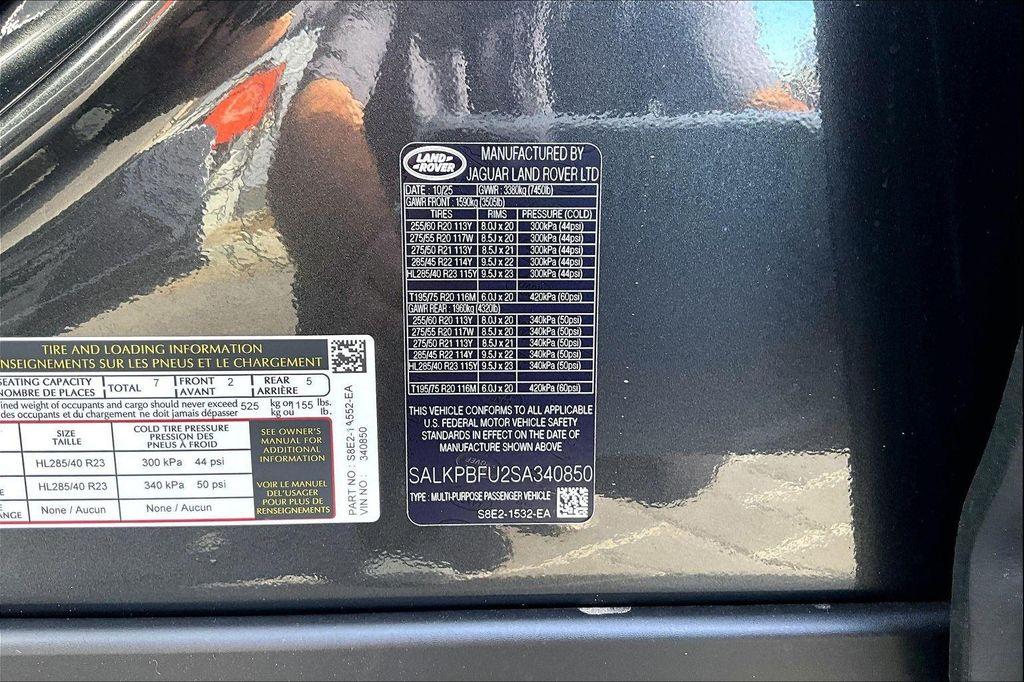 LAND-
-ROVER
MANUFACTURED BY
JAGUAR LAND ROVER LTD
DATE : 10/25 GVWR : 3380kg (7450lb)
GAWR FRONT : 1590kg (3505lb)
TIRES RIMS PRESSURE (COLD)
255/60 R20 113Y 8.0J x 20 300kPa (44psi)
275/55 R20 117W 8.5J x 20 300kPa (44psi)
275/50 R21 113Y 8.5J x 21 300kPa (44psi)
285/45 R22 114Y 9.5J x 22 300kPa (44psi)
HL285/40 R23 115Y 9.5J x 23 300kPa (44psi)
T195/75 R20 116M 6.0J x 20 420kPa (60psi)
GAWR REAR : 1960kg (4320lb)
255/60 R20 113Y 8.0J x 20 340kPa (50psi)
275/55 R20 117W 8.5J x 20 340kPa (50psi)
275/50 R21 113Y 8.5J x 21 340kPa (50psi)
285/45 R22 114Y 9.5J x 22 340kPa (50psi)
HL285/40 R23 115Y 9.5J x 23 340kPa (50psi)
T195/75 R20 116M 6.0J x 20 420kPa (60psi)
THIS VEHICLE CONFORMS TO ALL APPLICABLE
U.S. FEDERAL MOTOR VEHICLE SAFETY
STANDARDS IN EFFECT ON THE DATE OF
MANUFACTURE SHOWN ABOVE
SALKPBFU2SA340850
TYPE : MULTI-PURPOSE PASSENGER VEHICLE
S8E2-1532-EA
TIRE AND LOADING INFORMATION
NSEIGNEMENTS SUR LES PNEUS ET LE CHARGEMENT
SEATING CAPACITY TOTAL 7 FRONT 2 REAR 5
NOMBRE DE PLACES AVANT ARRIÈRE
ined weight of occupants and cargo should never exceed 525 kg or 1155 lbs.
des occupants et du chargement ne doit jamais dépasser kg ou lb.
SIZE COLD TIRE PRESSURE
TAILLE PRESSION DES
PNEUS À FROID
HL285/40 R23 300 kPa 44 psi
HL285/40 R23 340 kPa 50 psi
ANGE None / Aucun None / Aucun
SEE OWNER'S
MANUAL FOR
ADDITIONAL
INFORMATION
VOIR LE MANUEL
DEL'USAGER
POUR PLUS DE
RENSEIGNEMENTS
PART NO : S8E2-14552-EA
VIN NO : 340850